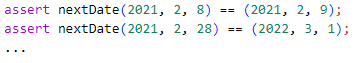 assert nextDate(2021, 2, 8) == (2021, 2, 9);
assert nextDate(2021, 2, 28) == (2022, 3, 1);
...